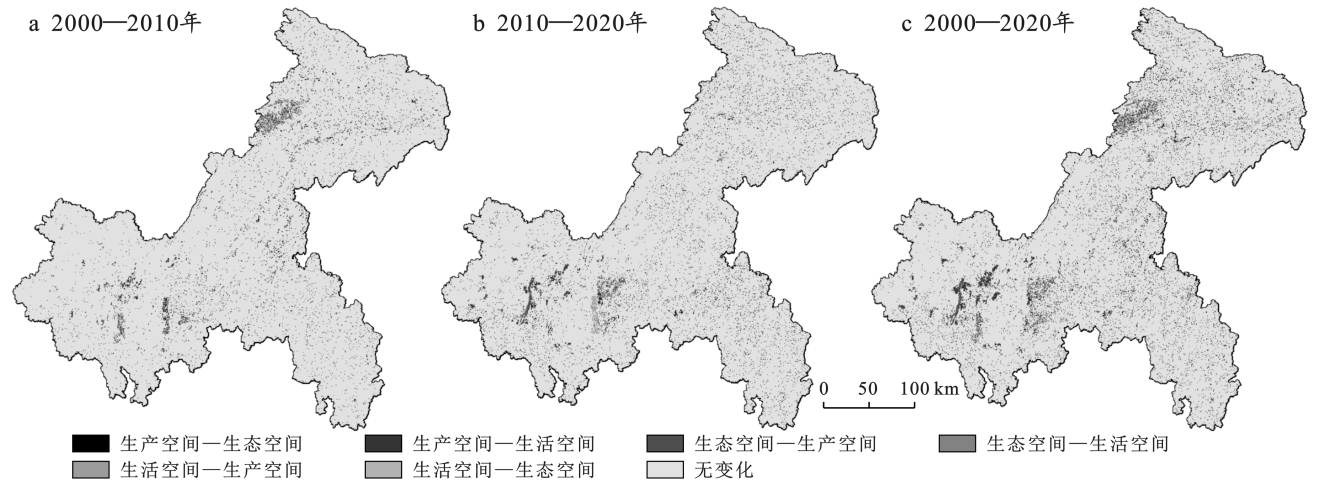 a 2000—2010年 b 2010—2020年 c 2000—2020年
0 50 100 km
生产空间—生态空间 生产空间—生活空间 生态空间—生产空间 生态空间—生活空间
生活空间—生产空间 生活空间—生态空间 无变化